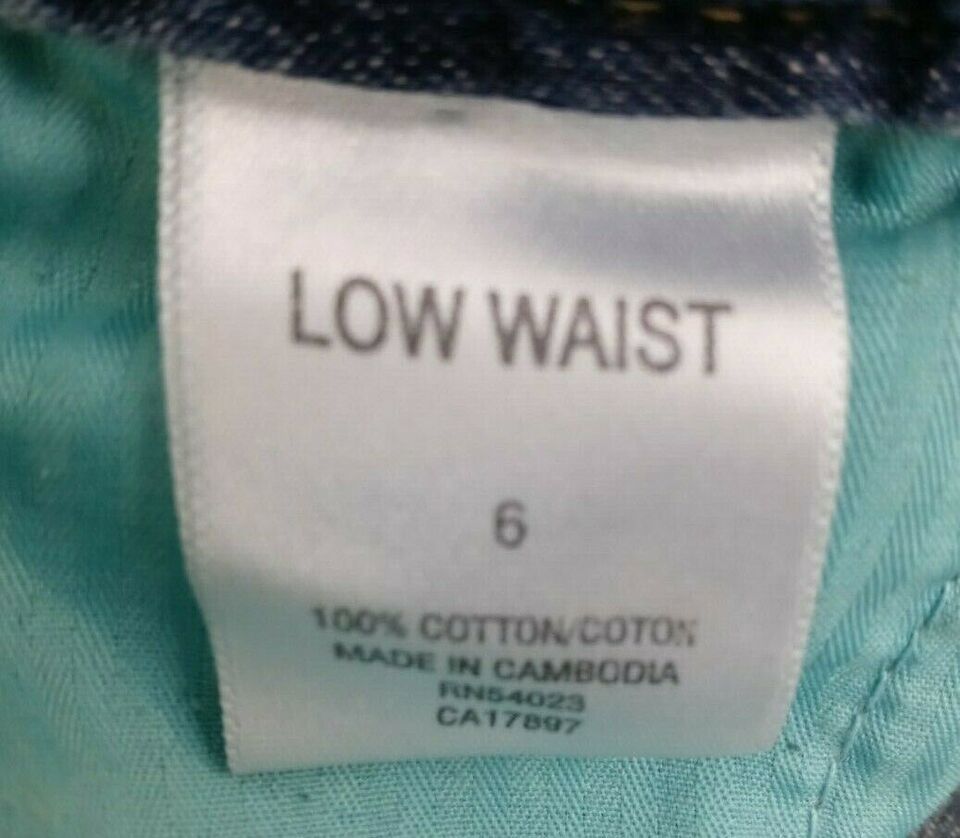 LOW WAIST
6
100% COTTON/COTON
MADE IN CAMBODIA
RN54023
CA17897